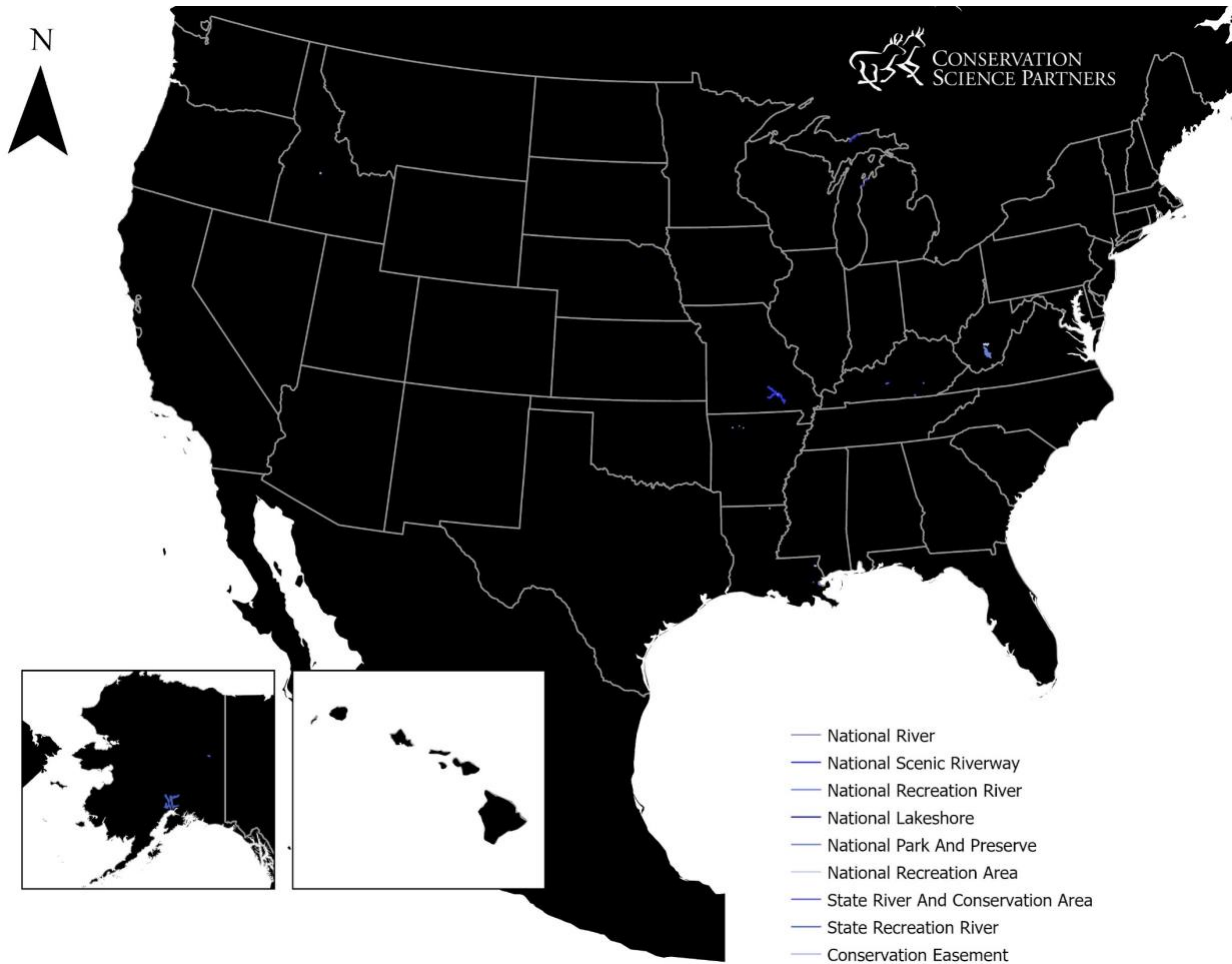 N
CONSERVATION
SCIENCE PARTNERS
National River
National Scenic Riverway
National Recreation River
National Lakeshore
National Park And Preserve
National Recreation Area
State River And Conservation Area
State Recreation River
Conservation Easement